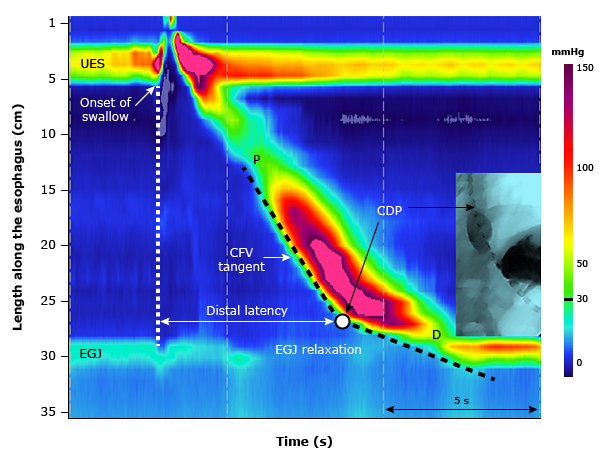 Length along the esophagus (cm)
1
5
10
15
20
25
30
35
UES
Onset of
swallow
P
CDP
CFV
tangent
Distal latency
D
EGJ relaxation
EGJ
5 s
Time (s)
mmHg
150
100
50
30
0